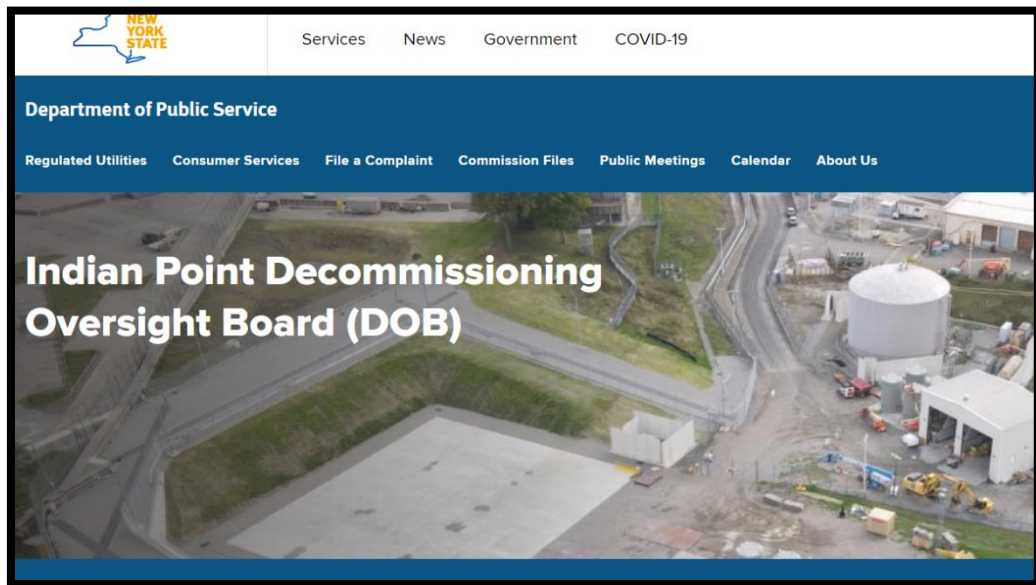 NEW
YORK
STATE
Services News Government COVID-19
Department of Public Service
Regulated Utilities Consumer Services File a Complaint Commission Files Public Meetings Calendar About Us
Indian Point Decommissioning
Oversight Board (DOB)